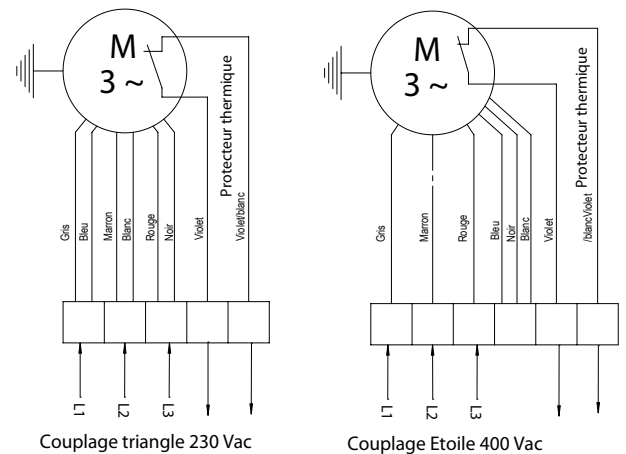 M
3 ~
Protecteur thermique
Gris
Bleu
Marron
Blanc
Rouge
Noir
Violet
Violet/blanc
L1
L2
L3
Couplage triangle 230 Vac
M
3 ~
Protecteur thermique
Gris
Marron
Rouge
Bleu
Noir
Blanc
Violet
/blancViolet
L1
L2
L3
Couplage Etoile 400 Vac